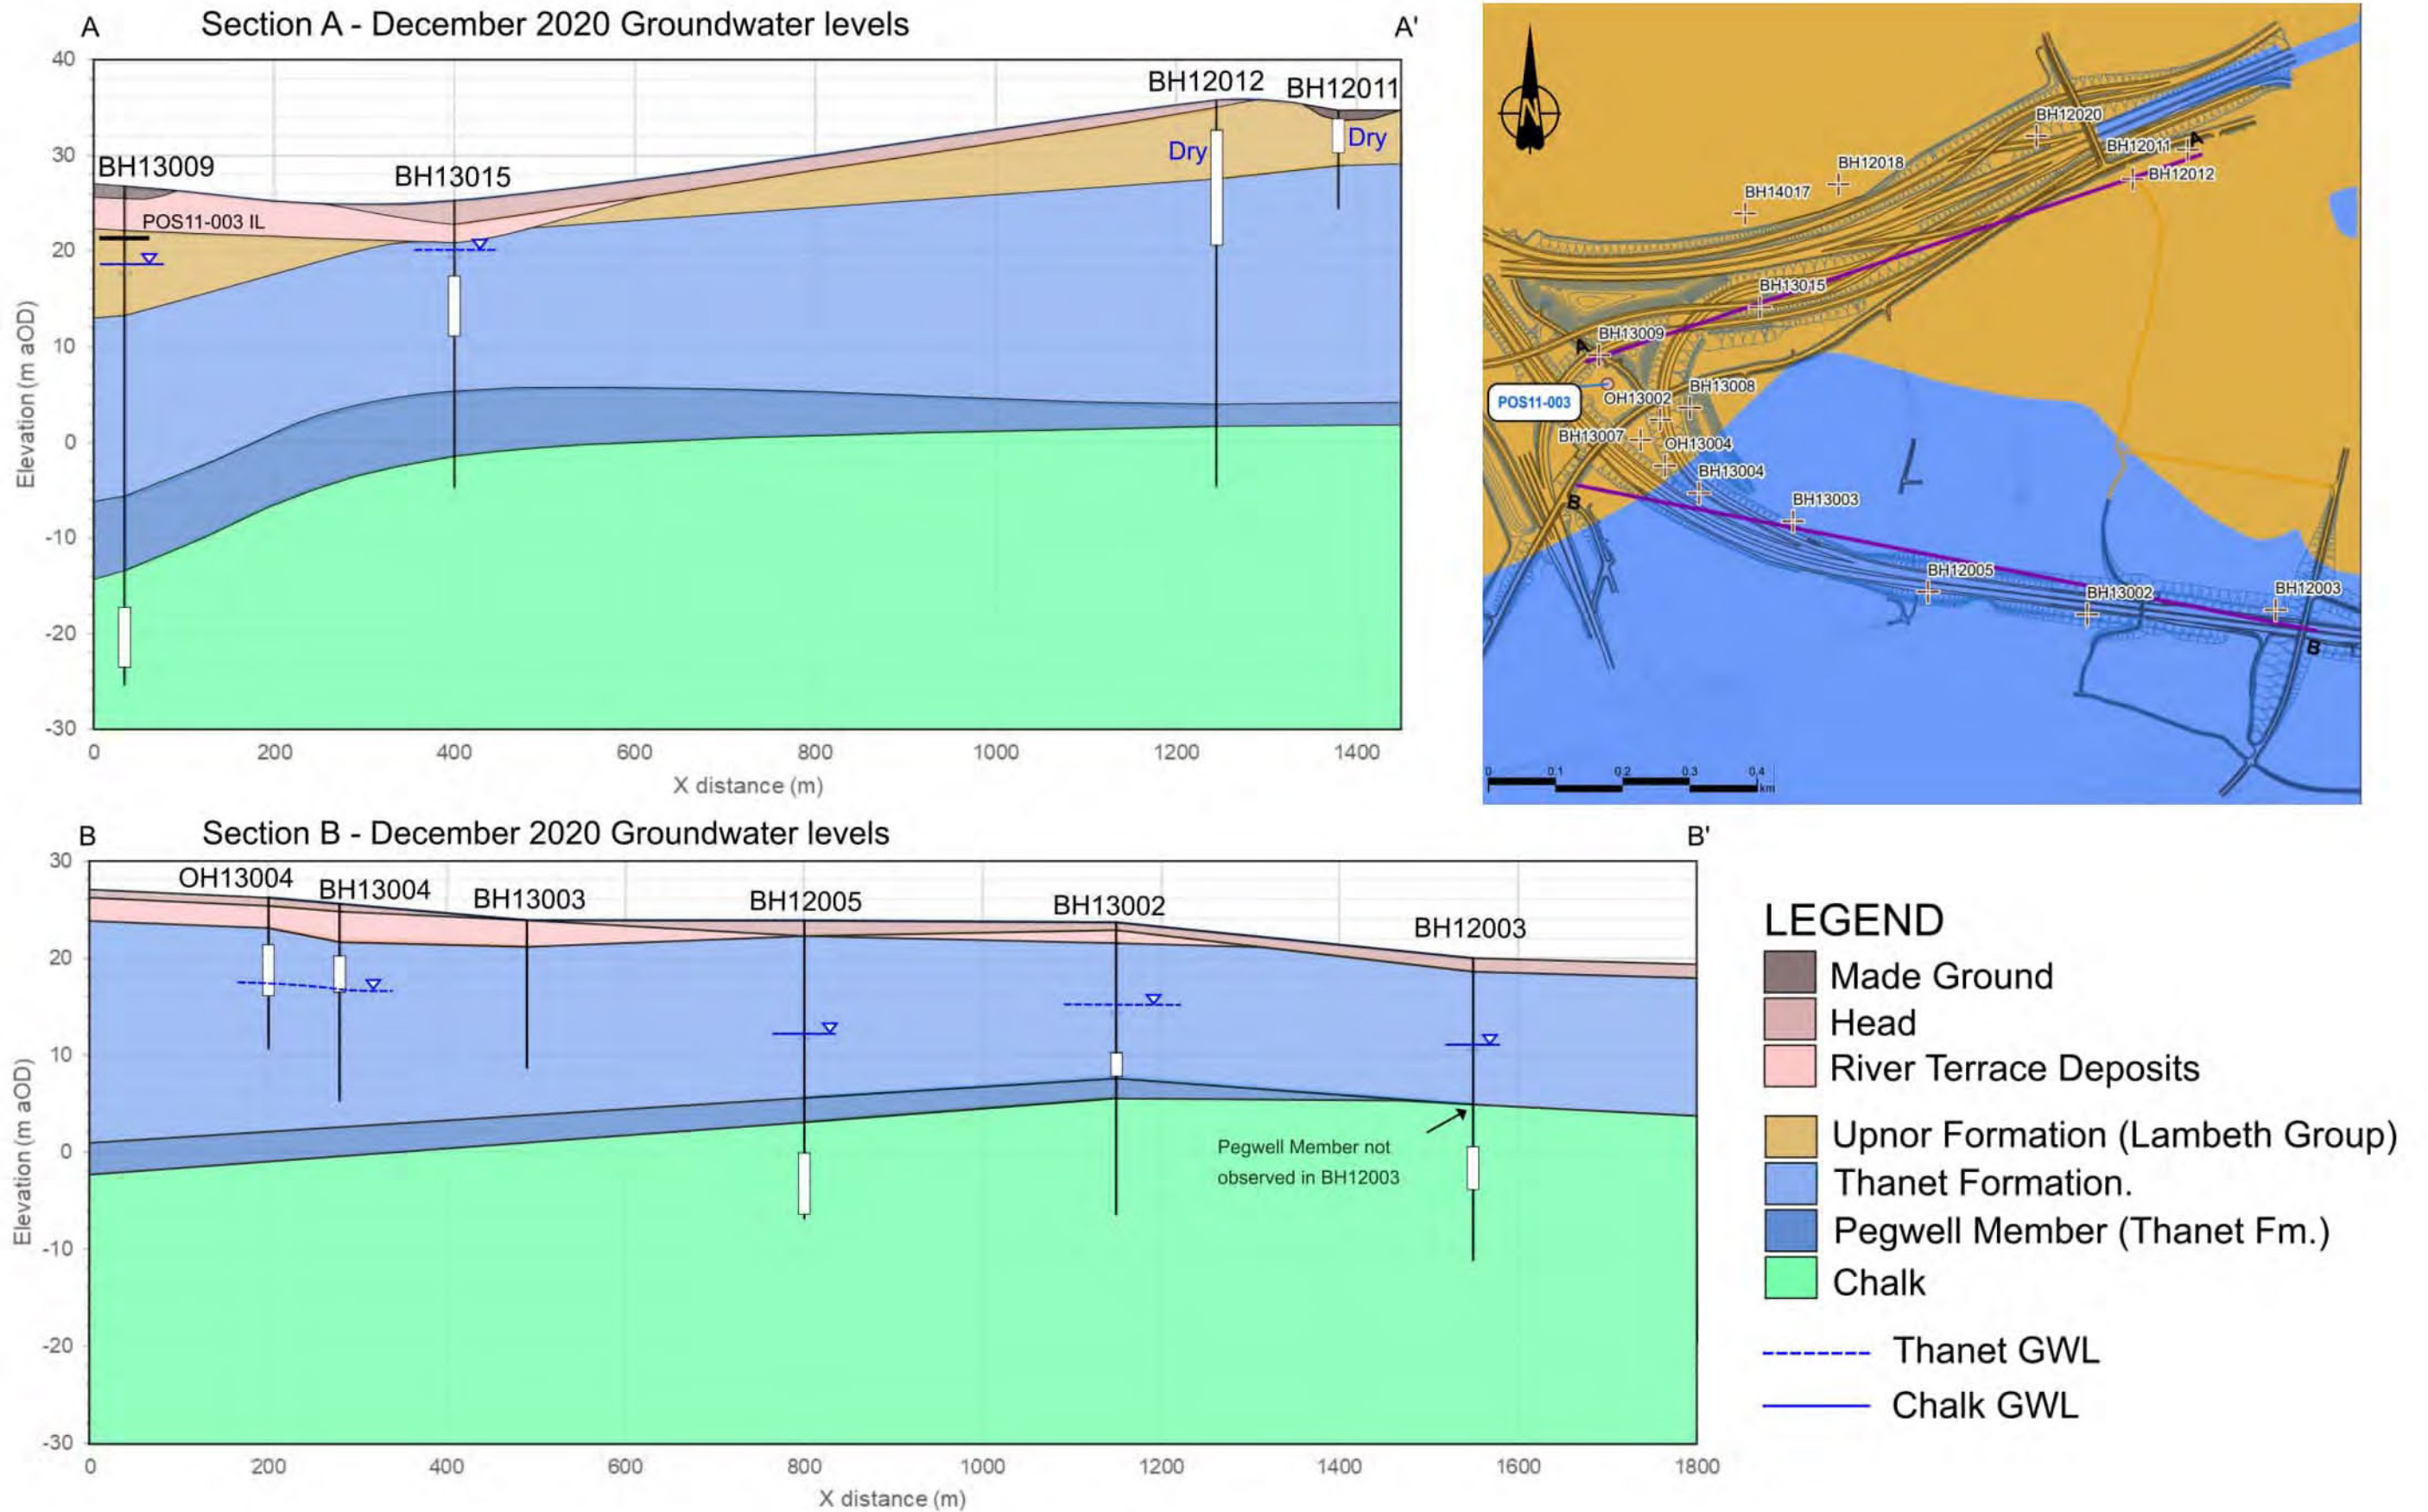 A
Section A - December 2020 Groundwater levels
A'
40
30
20
10
0
-10
-20
-30
Elevation (m aOD)
BH13009
BH13015
BH12012
BH12011
POS11-003 IL
Dry
Dry
0
200
400
600
800
1000
1200
1400
X distance (m)
N
BH12020
BH12011
A
BH12012
BH12018
BH14017
BH13015
BH13009
A
POS11-003
BH13008
OH13002
BH13007
OH13004
BH13004
BH13003
B
BH12005
BH13002
BH12003
B
0
0.1
0.2
0.3
0.4
km
B
Section B - December 2020 Groundwater levels
B'
30
20
10
0
-10
-20
-30
Elevation (m aOD)
OH13004
BH13004
BH13003
BH12005
BH13002
BH12003
Pegwell Member not
observed in BH12003
0
200
400
600
800
1000
1200
1400
1600
1800
X distance (m)
LEGEND
Made Ground
Head
River Terrace Deposits
Upnor Formation (Lambeth Group)
Thanet Formation.
Pegwell Member (Thanet Fm.)
Chalk
Thanet GWL
Chalk GWL